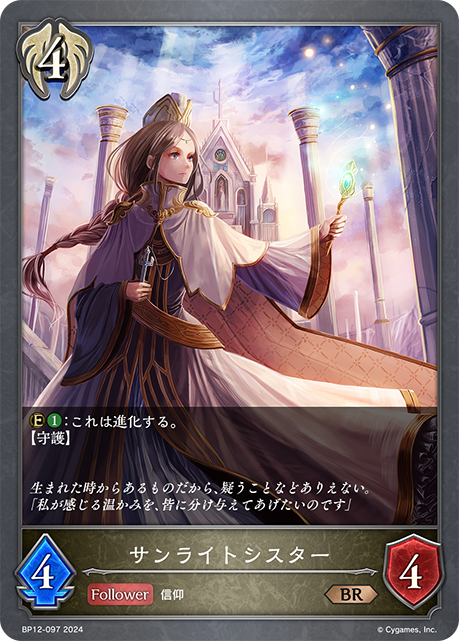 4
E 1:これは進化する。
【守護】
生まれた時からあるものだから、疑うことなどありえない。
「私が感じる温かみを、皆に分け与えてあげたいのです」
サンライトシスター
4
Follower 信仰
BR
4
BP12-097 2024
© Cygames, Inc.